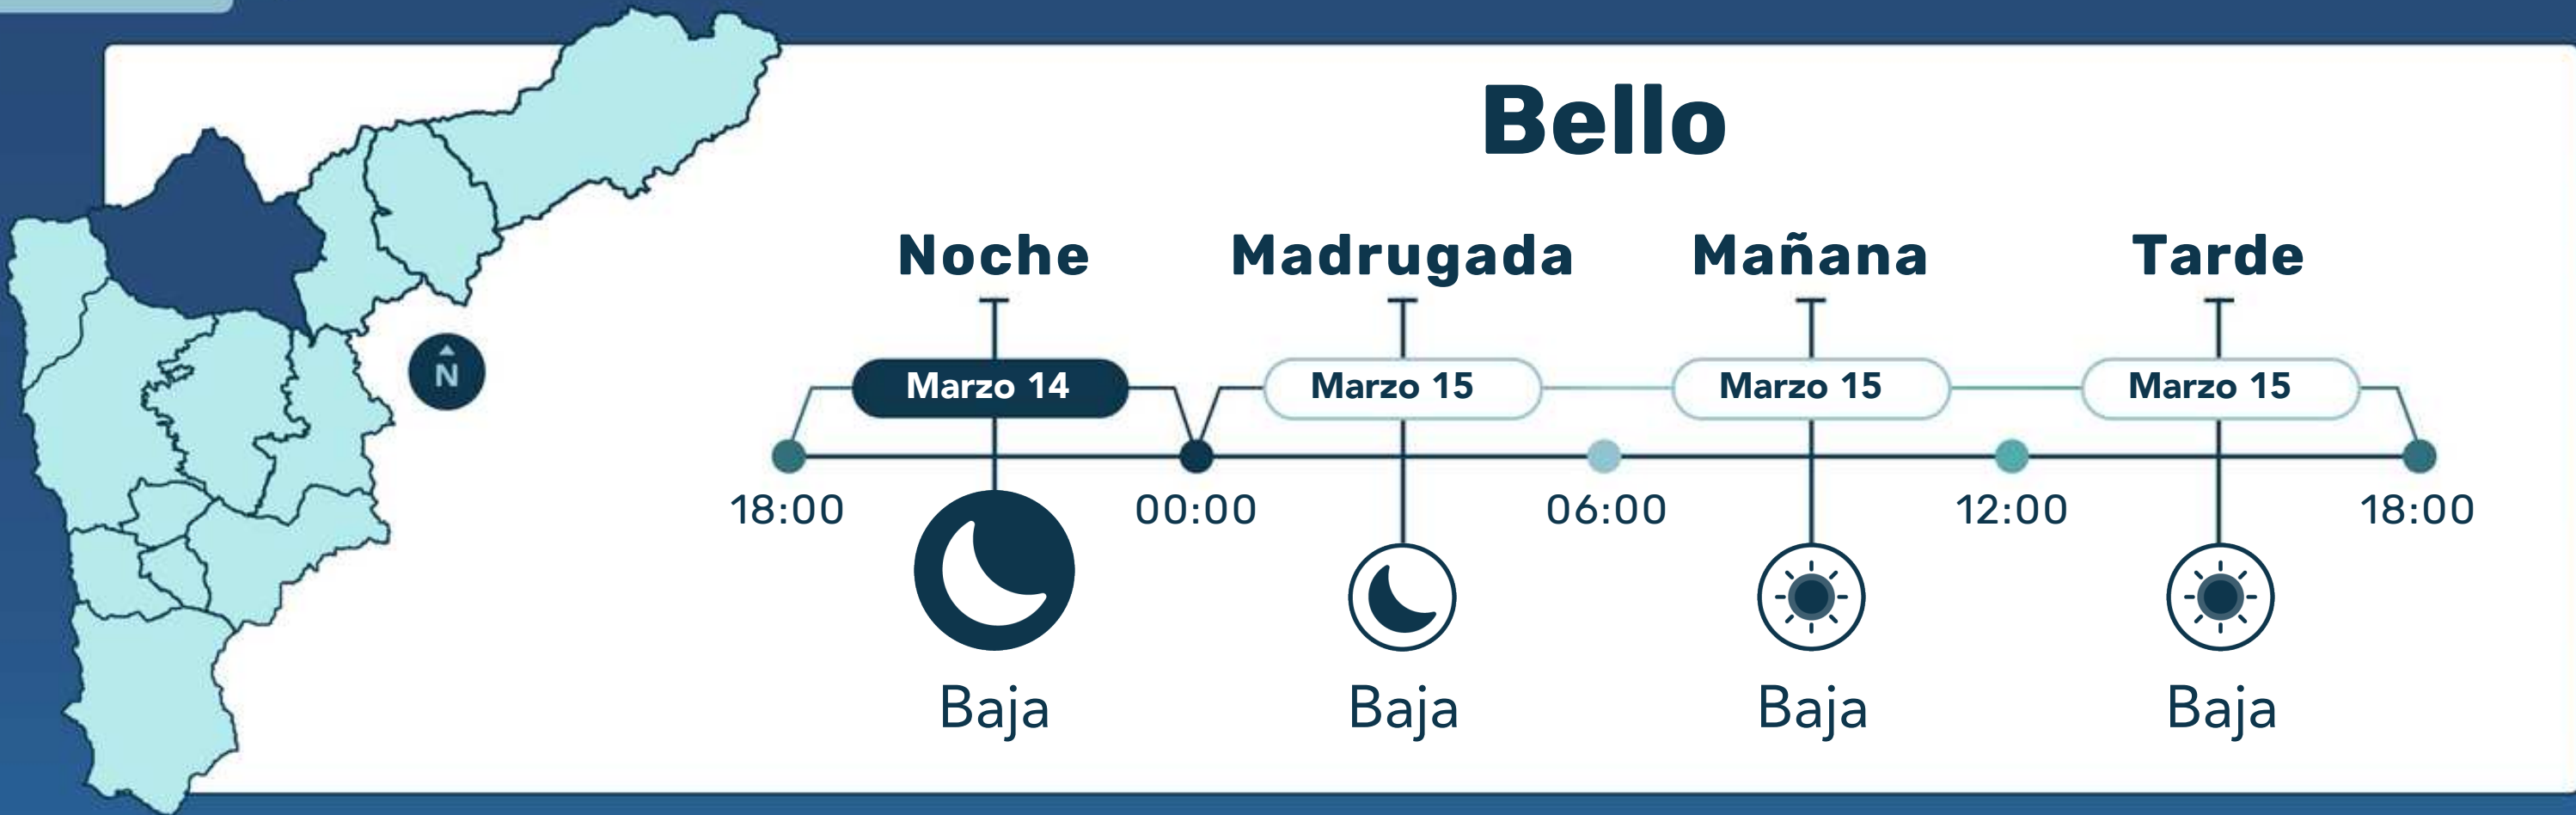 Bello
Noche Madrugada Mañana Tarde
Marzo 14 Marzo 15 Marzo 15 Marzo 15
N
18:00 00:00 06:00 12:00 18:00
Baja Baja Baja Baja